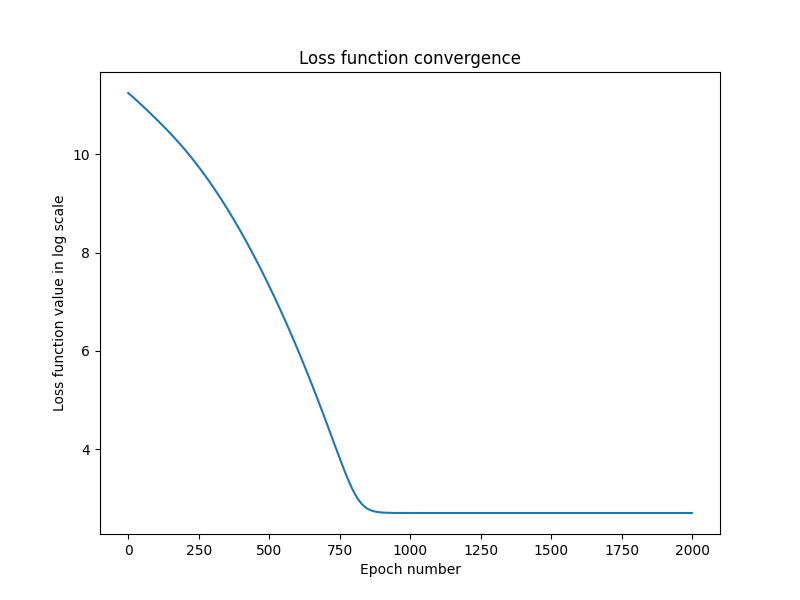 Loss function convergence
Loss function value in log scale
10
8
6
4
0 250 500 750 1000 1250 1500 1750 2000
Epoch number